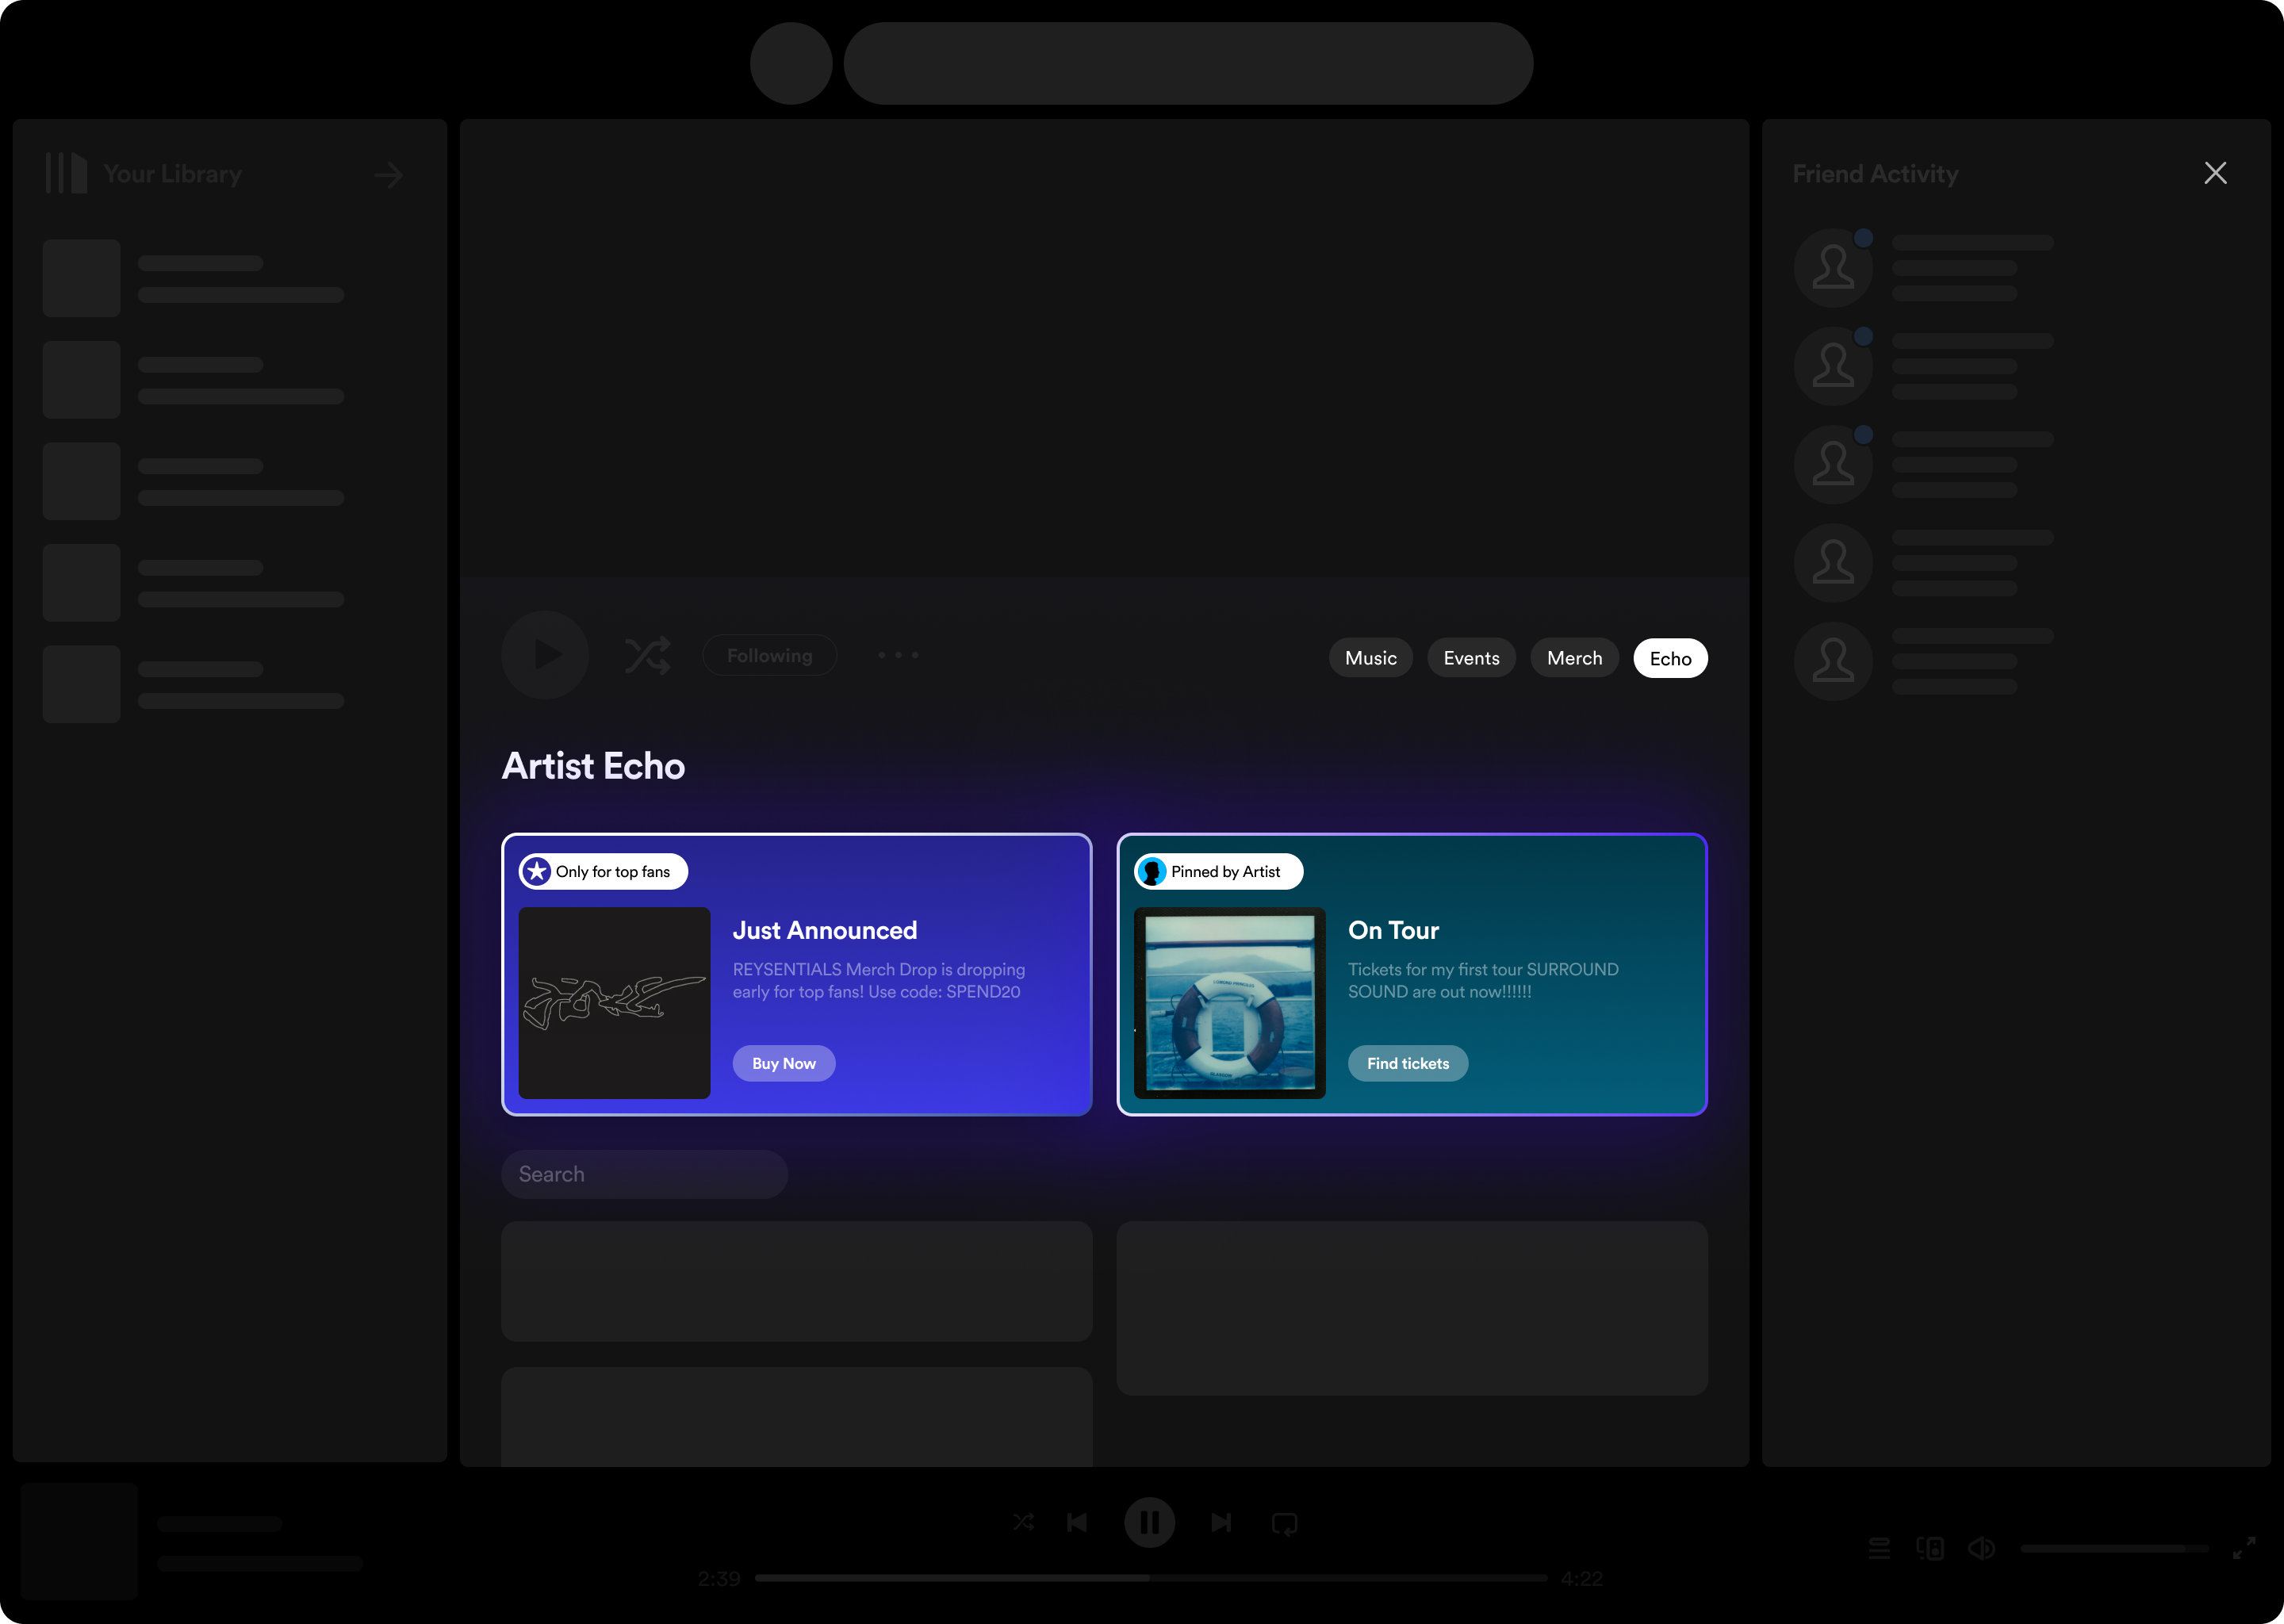 Your Library
Friend Activity
Following
Music
Events
Merch
Echo
Artist Echo
Only for top fans
Just Announced
REYSENTIALS Merch Drop is dropping
early for top fans! Use code: SPEND20
Buy Now
Pinned by Artist
On Tour
Tickets for my first tour SURROUND
SOUND are out now!!!!!!
Find tickets
Search
2:39
4:22